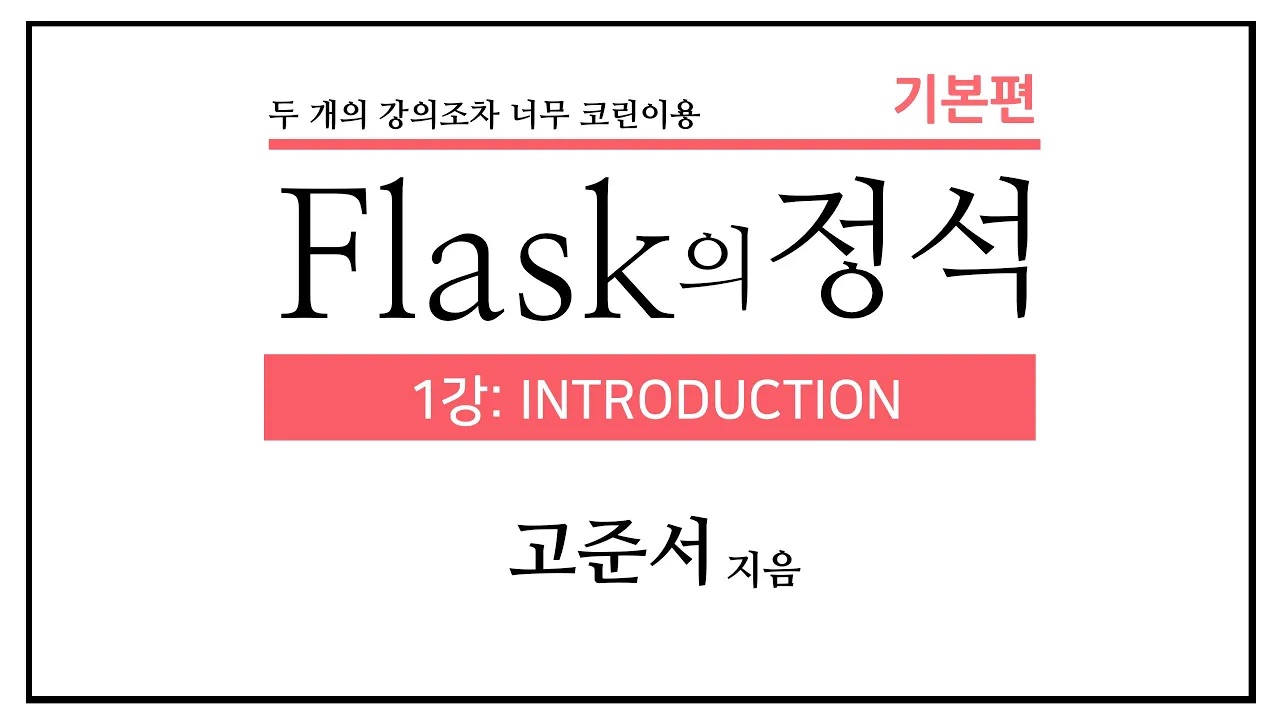 두 개의 강의조차 너무 코린이용
기본편
Flask의 정석
1강: INTRODUCTION
고준서 지음